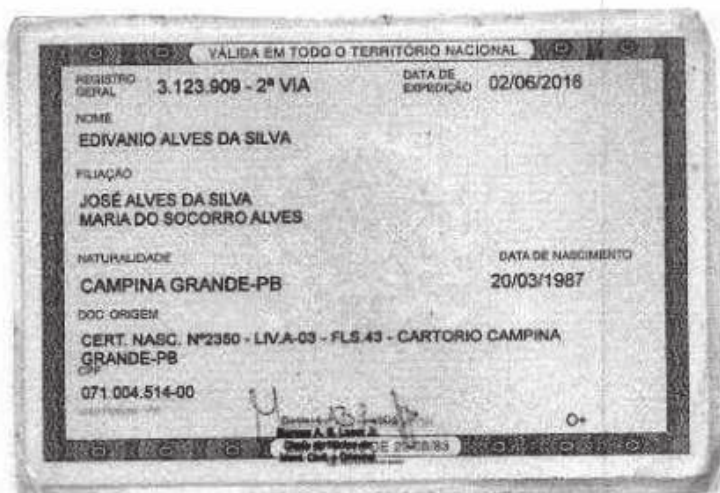 VÁLIDA EM TODO O TERRITÓRIO NACIONAL
REGISTRO GERAL 3.123.909 - 2ª VIA DATA DE EXPEDIÇÃO 02/06/2018
NOME
EDIVANIO ALVES DA SILVA
FILIAÇÃO
JOSÉ ALVES DA SILVA
MARIA DO SOCORRO ALVES
NATURALIDADE DATA DE NASCIMENTO
CAMPINA GRANDE-PB 20/03/1987
DOC ORIGEM
CERT. NASC. Nº2350 - LIV.A-03 - FLS.43 - CARTORIO CAMPINA
GRANDE-PB
CPF
071.004.514-00
O+